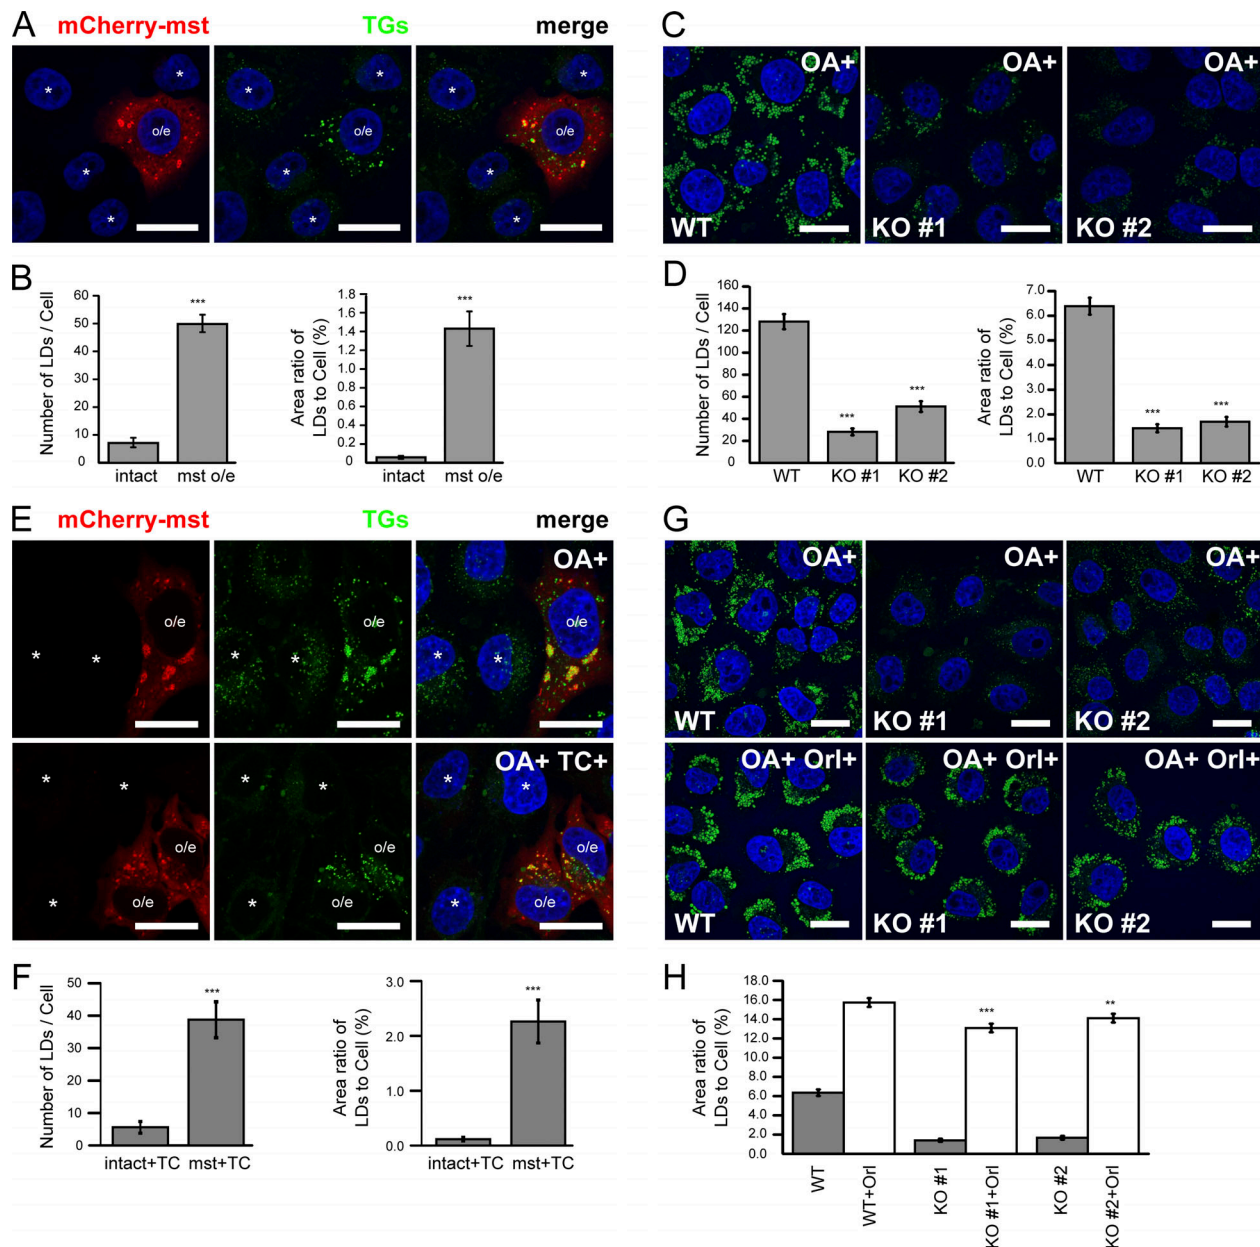 A
mCherry-mst TGs merge
* * o/e * *
* * o/e * *
* * o/e * *
B
Number of LDs / Cell
60
50
40
30
20
10
0
***
intact mst o/e
Area ratio of
LDs to Cell (%)
1.8
1.6
1.4
1.2
1.0
0.8
0.6
0.4
0.2
0
***
intact mst o/e
C
OA+ OA+ OA+
WT KO #1 KO #2
D
Number of LDs / Cell
160
140
120
100
80
60
40
20
0
*** ***
WT KO #1 KO #2
Area ratio of
LDs to Cell (%)
7.0
6.0
5.0
4.0
3.0
2.0
1.0
0.0
*** ***
WT KO #1 KO #2
E
mCherry-mst TGs merge
OA+
o/e o/e o/e
* * * * * *
OA+ TC+
* * * * * *
o/e o/e
* o/e * o/e * o/e
F
Number of LDs / Cell
50
40
30
20
10
0
***
intact+TC mst+TC
Area ratio of
LDs to Cell (%)
3.0
2.0
1.0
0.0
***
intact+TC mst+TC
G
OA+ OA+ OA+
WT KO #1 KO #2
OA+ Orl+ OA+ Orl+ OA+ Orl+
WT KO #1 KO #2
H
Area ratio of
LDs to Cell (%)
18.0
16.0
14.0
12.0
10.0
8.0
6.0
4.0
2.0
0.0
*** **
WT
WT+Orl
KO #1
KO #1+Orl
KO #2
KO #2+Orl